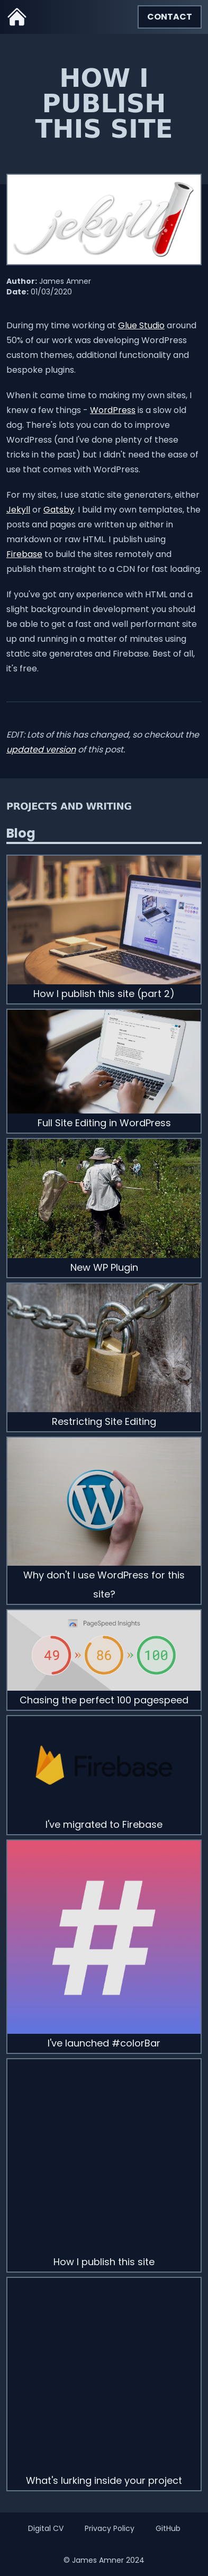 CONTACT
HOW I
PUBLISH
THIS SITE
jekyll
Author: James Amner
Date: 01/03/2020
During my time working at Glue Studio around
50% of our work was developing WordPress
custom themes, additional functionality and
bespoke plugins.
When it came time to making my own sites, I
knew a few things - WordPress is a slow old
dog. There's lots you can do to improve
WordPress (and I've done plenty of these
tricks in the past) but I didn't need the ease of
use that comes with WordPress.
For my sites, I use static site generators, either
Jekyll or Gatsby. I build my own templates, the
posts and pages are written up either in
markdown or raw HTML. I publish using
Firebase to build the sites remotely and
publish them straight to a CDN for fast loading.
If you've got any experience with HTML and a
slight background in development you should
be able to get a fast and well performant site
up and running in a matter of minutes using
static site generators and Firebase. Best of all,
it's free.
EDIT: Lots of this has changed, so checkout the
updated version of this post.
PROJECTS AND WRITING
Blog
How I publish this site (part 2)
Full Site Editing in WordPress
New WP Plugin
Restricting Site Editing
Why don't I use WordPress for this
site?
PageSpeed Insights
49 » 86 » 100
Chasing the perfect 100 pagespeed
Firebase
I've migrated to Firebase
#
I've launched #colorBar
How I publish this site
What's lurking inside your project
Digital CV Privacy Policy GitHub
© James Amner 2024